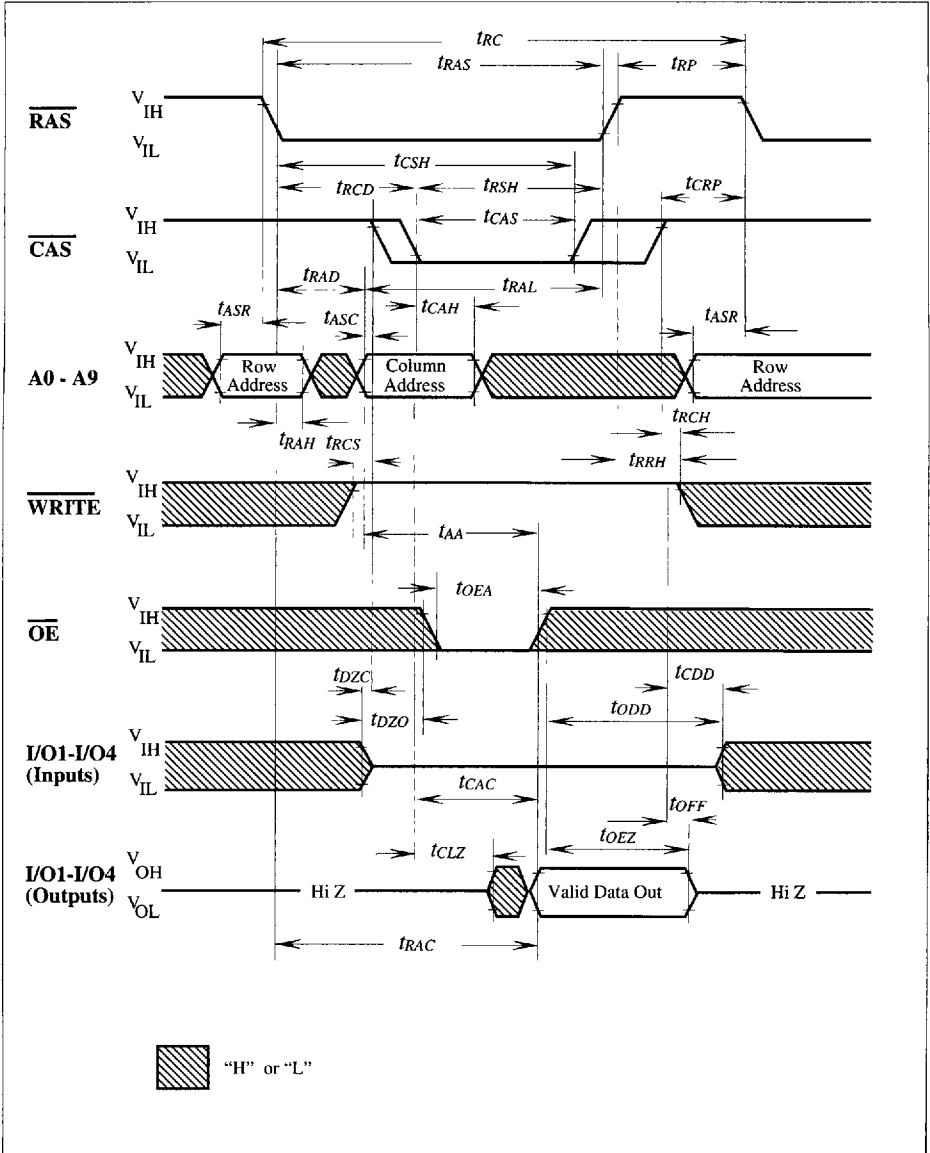 tRC
tRAS
tRP
RAS
VIH
VIL
tCSH
tRCD
tRSH
tCRP
tCAS
CAS
VIH
VIL
tRAD
tRAL
tASR
tASC
tCAH
tASR
A0 - A9
VIH
VIL
Row
Address
Column
Address
Row
Address
tRAH
tRCS
tRCH
tRRH
WRITE
VIH
VIL
tAA
tOEA
OE
VIH
VIL
tDZC
tCDD
tDZO
tODD
I/O1-I/O4
(Inputs)
VIH
VIL
tCAC
tOFF
tCLZ
tOEZ
I/O1-I/O4
(Outputs)
VOH
VOL
Hi Z
Valid Data Out
Hi Z
tRAC
"H" or "L"